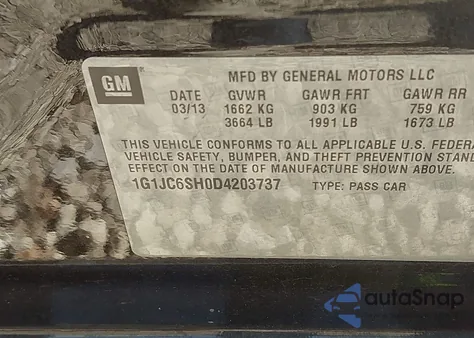 GM
MFD BY GENERAL MOTORS LLC
DATE GVWR GAWR FRT GAWR RR
03/13 1662 KG 903 KG 759 KG
3664 LB 1991 LB 1673 LB
THIS VEHICLE CONFORMS TO ALL APPLICABLE U.S. FEDERA
VEHICLE SAFETY, BUMPER, AND THEFT PREVENTION STAND
EFFECT ON THE DATE OF MANUFACTURE SHOWN ABOVE.
1G1JC6SH0D4203737 TYPE: PASS CAR
autoSnap